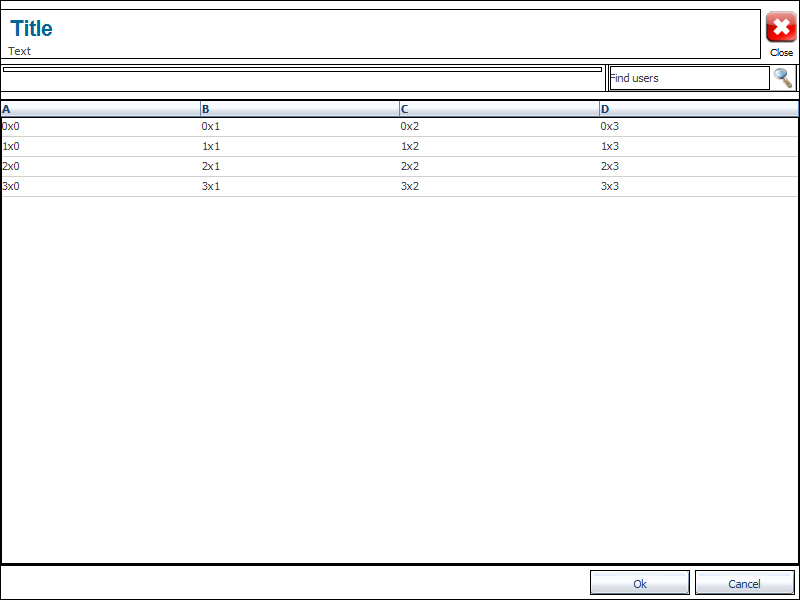 Title
Text
Close
Find users
A B C D
0x0 0x1 0x2 0x3
1x0 1x1 1x2 1x3
2x0 2x1 2x2 2x3
3x0 3x1 3x2 3x3
Ok Cancel